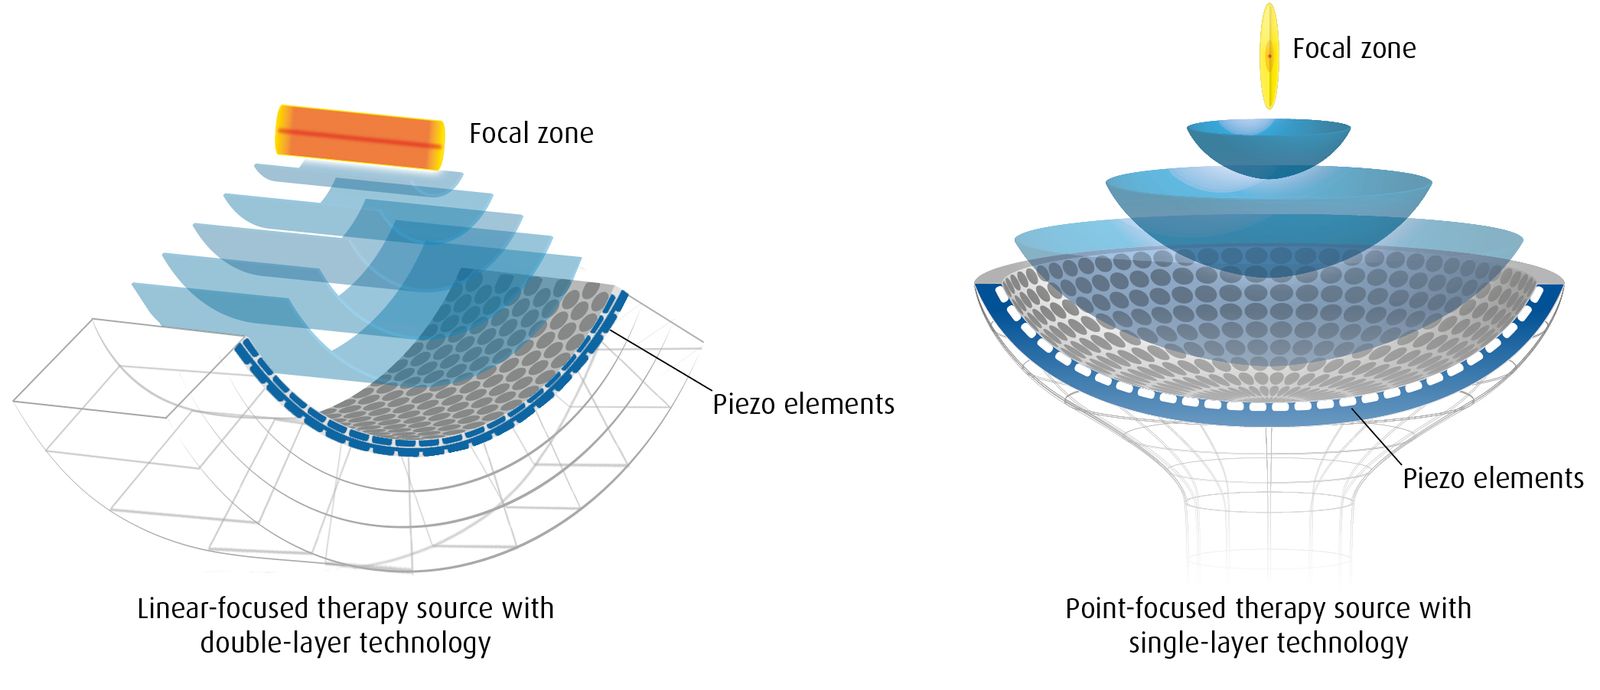 Focal zone
Piezo elements
Linear-focused therapy source with
double-layer technology
Focal zone
Piezo elements
Point-focused therapy source with
single-layer technology